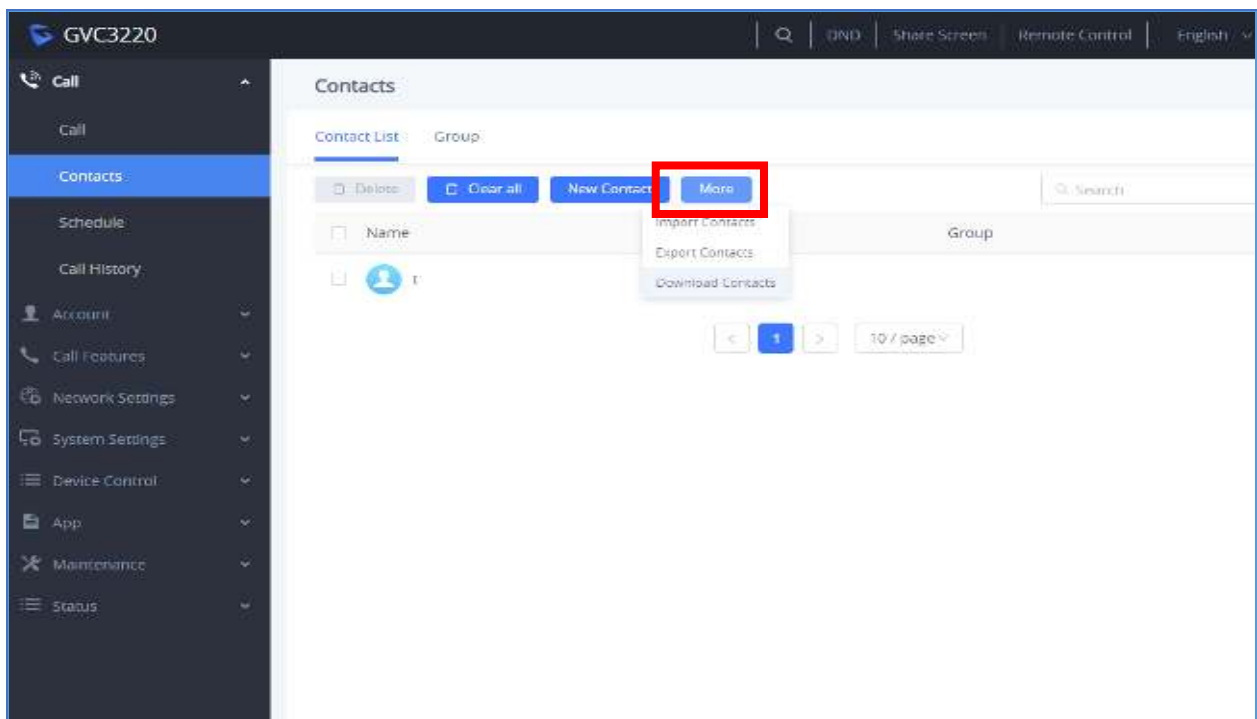 GVC3220
DND
Share Screen
Remote Control
English
Call
Call
Contacts
Schedule
Call History
Account
Call Features
Network Settings
System Settings
Device Control
App
Maintenance
Status
Contacts
Contact List
Group
Delete
Clear all
New Contact
More
Search
Import Contacts
Export Contacts
Download Contacts
Name
Group
r
< 1 >
10 / page